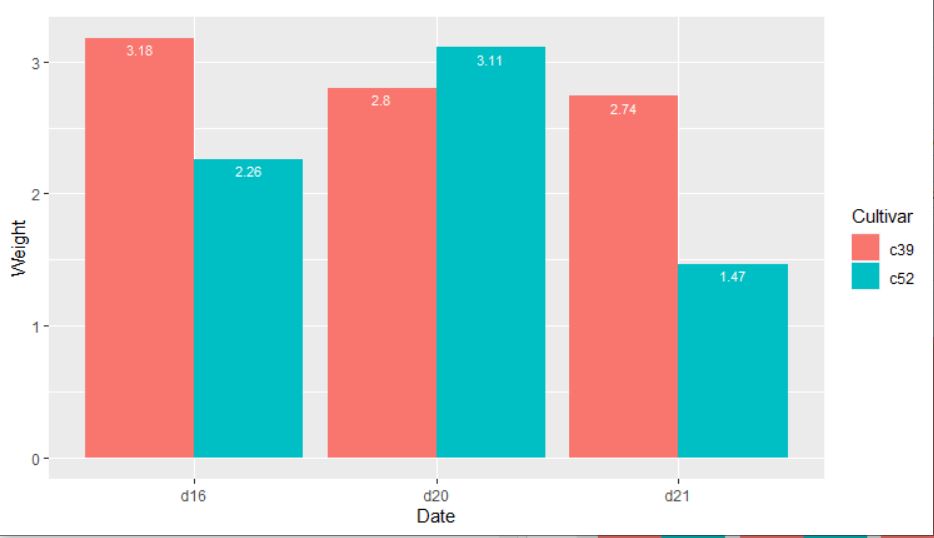 3.18
2.26
2.8
3.11
2.74
1.47
3
2
1
0
Weight
d16
d20
d21
Date
Cultivar
c39
c52